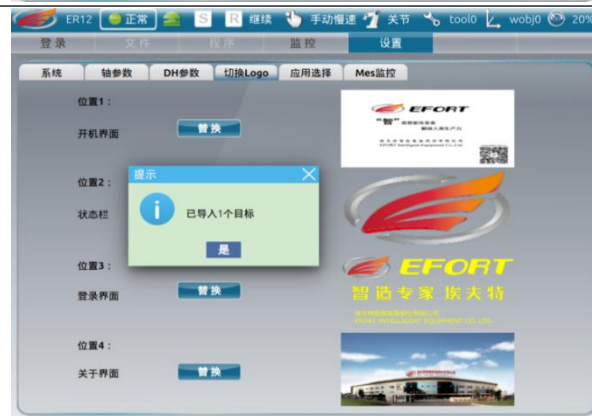 ER12 正常 S R 继续 手动慢速 关节 tool0 wobj0 20%
登录 文件 程序 监控 设置
系统 轴参数 DH参数 切换Logo 应用选择 Mes监控
位置1：
开机界面 替换
EFORT
位置2：
状态栏
提示
已导入1个目标
是
位置3：
登录界面 替换
EFORT
智造专家 埃夫特
EFORT INTELLIGENT EQUIPMENT CO.,LTD.
位置4：
关于界面 替换